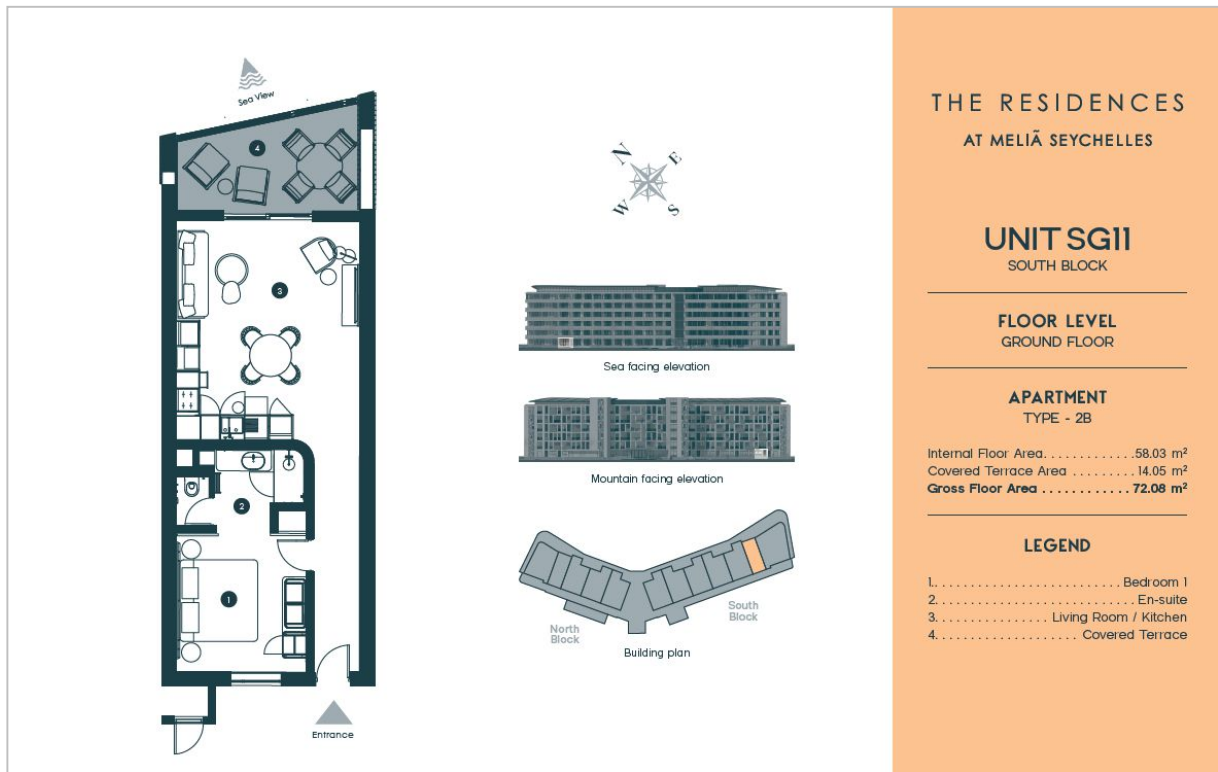 Sea View
4
3
2
1
Entrance
N
E
W
S
Sea facing elevation
Mountain facing elevation
North
Block
South
Block
Building plan
THE RESIDENCES
AT MELIÃ SEYCHELLES
UNIT SG11
SOUTH BLOCK
FLOOR LEVEL
GROUND FLOOR
APARTMENT
TYPE - 2B
Internal Floor Area. . . . . . . . . . . . .58.03 m²
Covered Terrace Area . . . . . . . . . 14.05 m²
Gross Floor Area . . . . . . . . . . . . 72.08 m²
LEGEND
1. . . . . . . . . . . . . . . . . . . . . . . . . . . Bedroom 1
2. . . . . . . . . . . . . . . . . . . . . . . . . . . . En-suite
3. . . . . . . . . . . . . . . . Living Room / Kitchen
4. . . . . . . . . . . . . . . . . . . . Covered Terrace